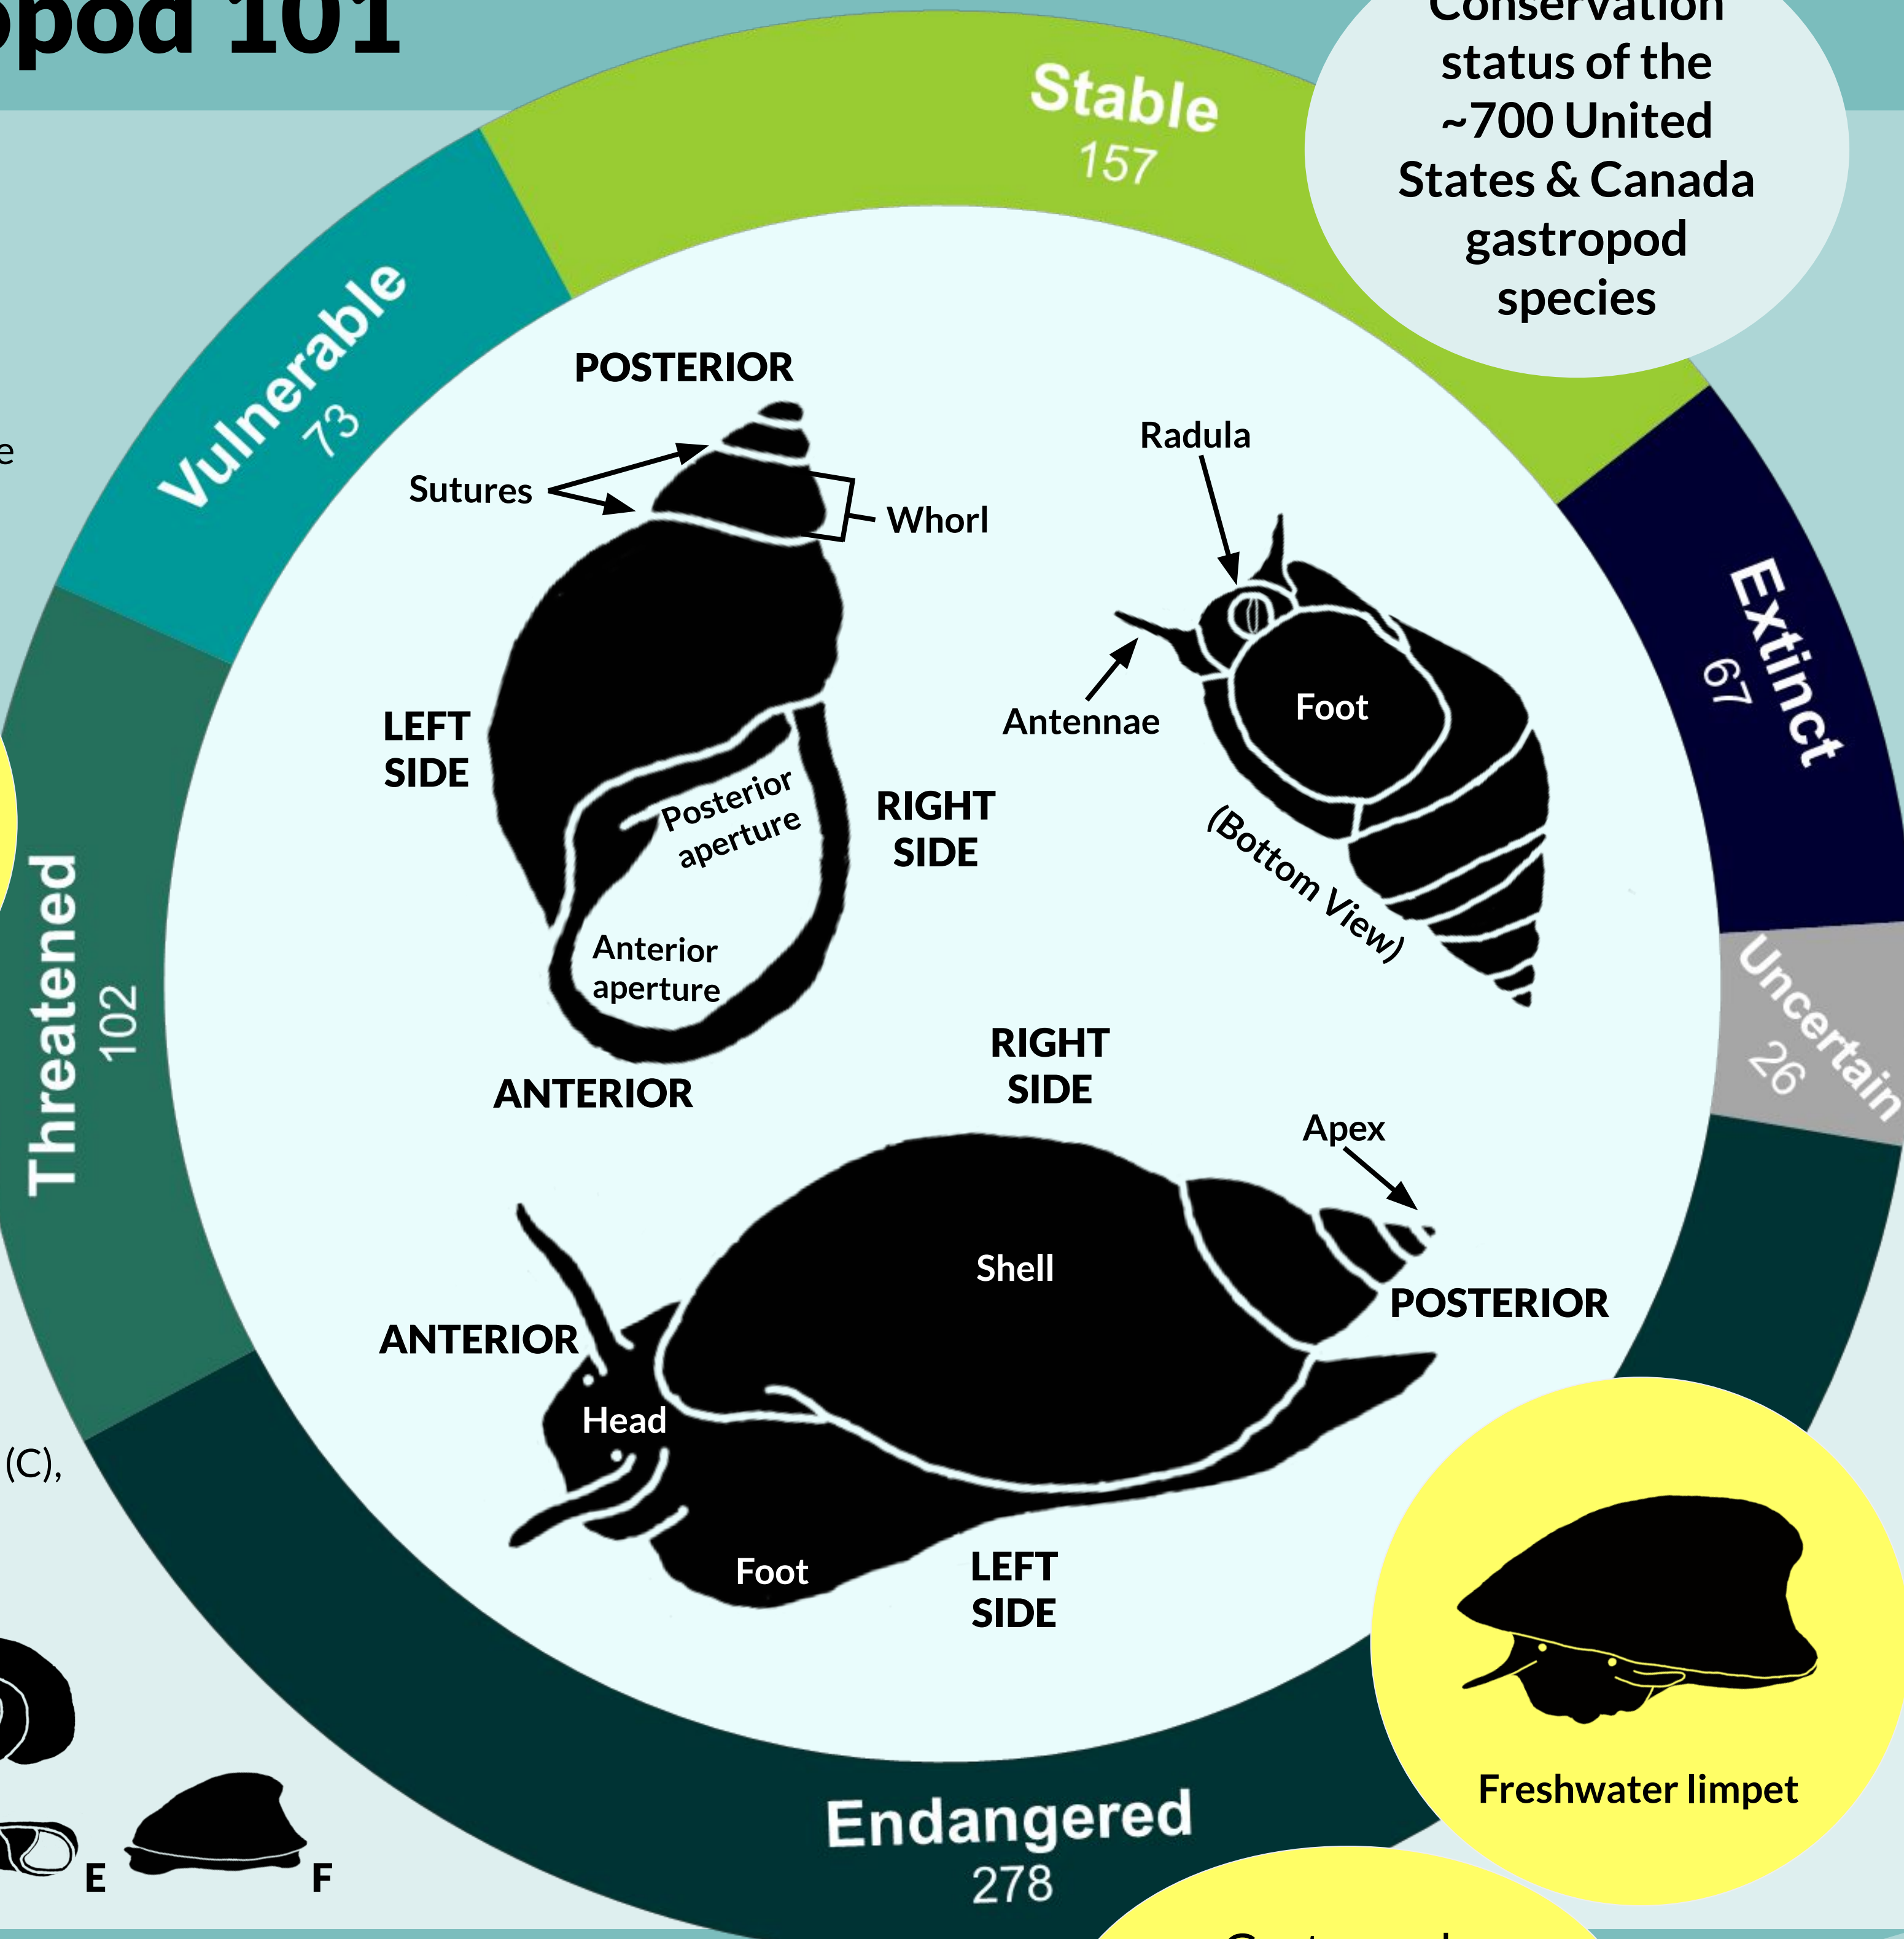 101
Conservation
status of the
~700 United
States & Canada
gastropod
species
Stable
157
Vulnerable
73
Extinct
67
Uncertain
26
Threatened
102
Endangered
278
POSTERIOR
Sutures
Whorl
LEFT
SIDE
RIGHT
SIDE
Posterior
aperture
Anterior
aperture
ANTERIOR
Radula
Antennae
Foot
(Bottom View)
RIGHT
SIDE
Apex
Shell
POSTERIOR
ANTERIOR
Head
Foot
LEFT
SIDE
Freshwater limpet
(C),
E
F